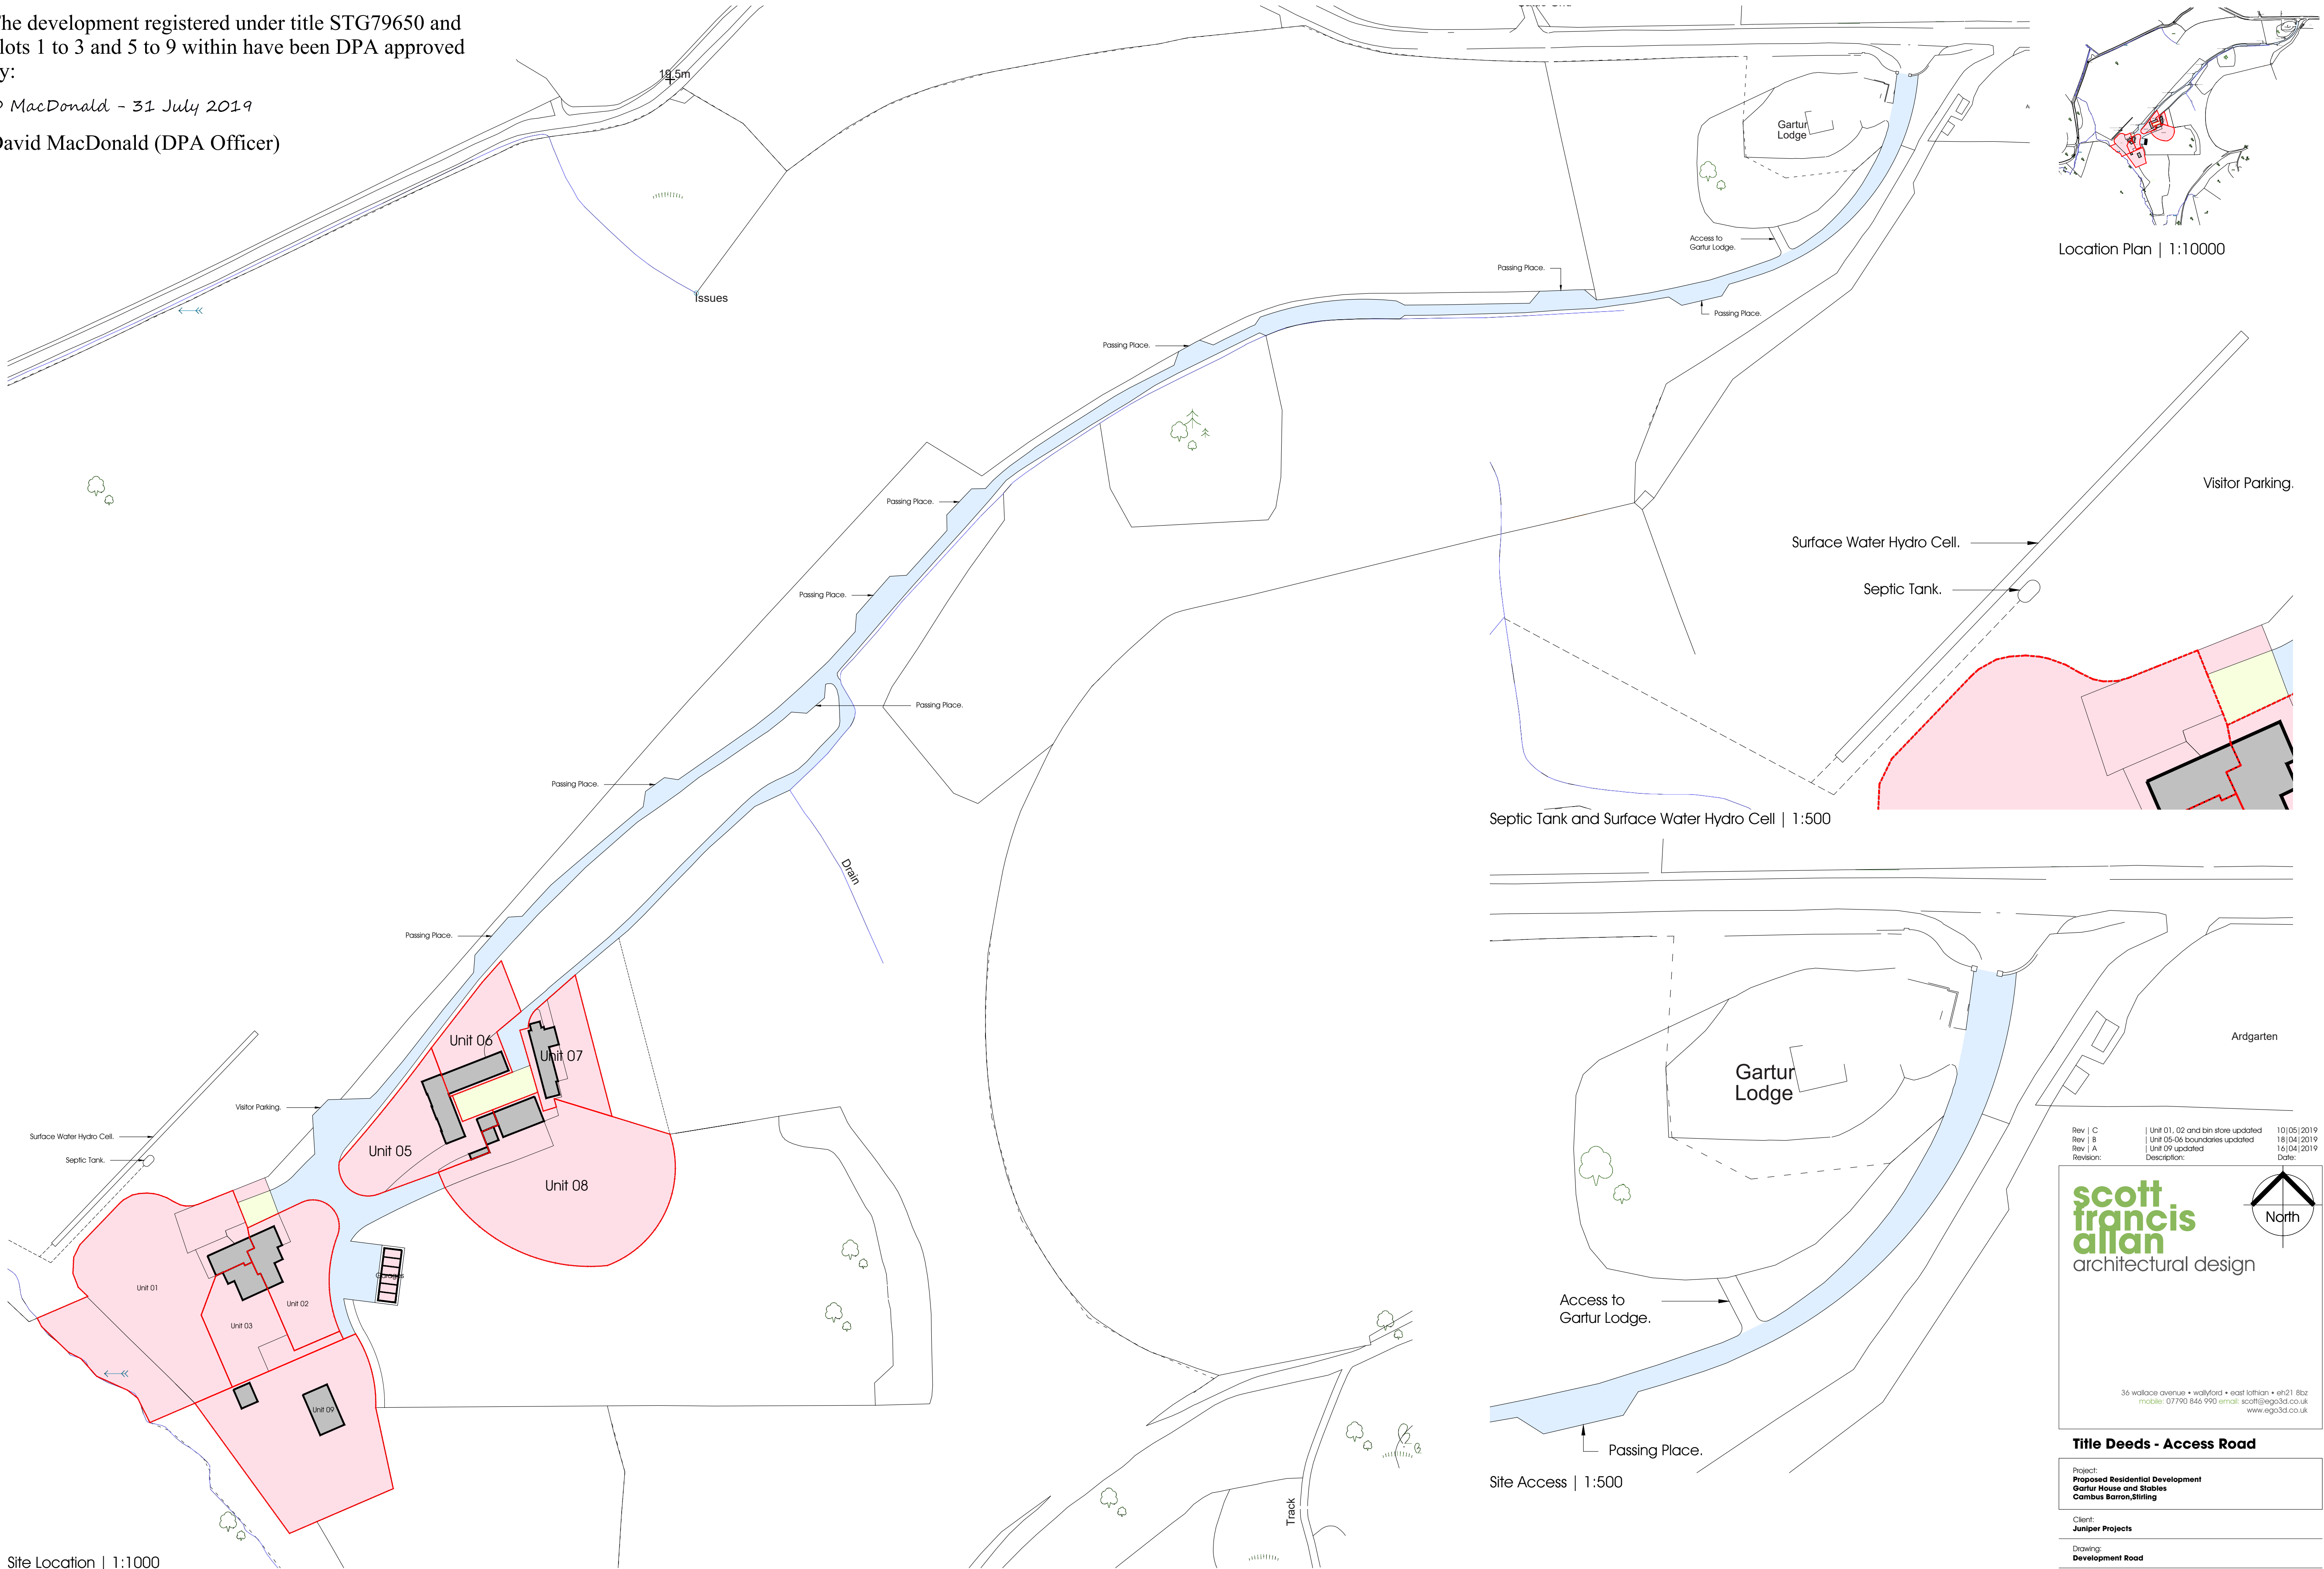 he development registered under title STG79650 and
lots 1 to 3 and 5 to 9 within have been DPA approved
y:
MacDonald - 31 July 2019
David MacDonald (DPA Officer)
19.5m
Issues
Gartur
Lodge
Access to
Gartur Lodge.
Passing Place.
Passing Place.
Passing Place.
Passing Place.
Passing Place.
Passing Place.
Passing Place.
Passing Place.
Drain
Visitor Parking.
Surface Water Hydro Cell.
Septic Tank.
Unit 06
Unit 07
Unit 05
Unit 08
Unit 01
Unit 02
Unit 03
Unit 09
Garages
Track
Site Location | 1:1000
Location Plan | 1:10000
Visitor Parking.
Surface Water Hydro Cell.
Septic Tank.
Septic Tank and Surface Water Hydro Cell | 1:500
Gartur
Lodge
Ardgarten
Access to
Gartur Lodge.
Passing Place.
Site Access | 1:500
Rev | C | Unit 01, 02 and bin store updated 10|05|2019
Rev | B | Unit 05-06 boundaries updated 18|04|2019
Rev | A | Unit 09 updated 16|04|2019
Revision: Description: Date:
scott
francis
allan
architectural design
North
36 wallace avenue • wallyford • east lothian • eh21 8bz
mobile: 07790 846 990 email: scott@ego3d.co.uk
www.ego3d.co.uk
Title Deeds - Access Road
Project:
Proposed Residential Development
Gartur House and Stables
Cambus Barron,Stirling
Client:
Juniper Projects
Drawing:
Development Road